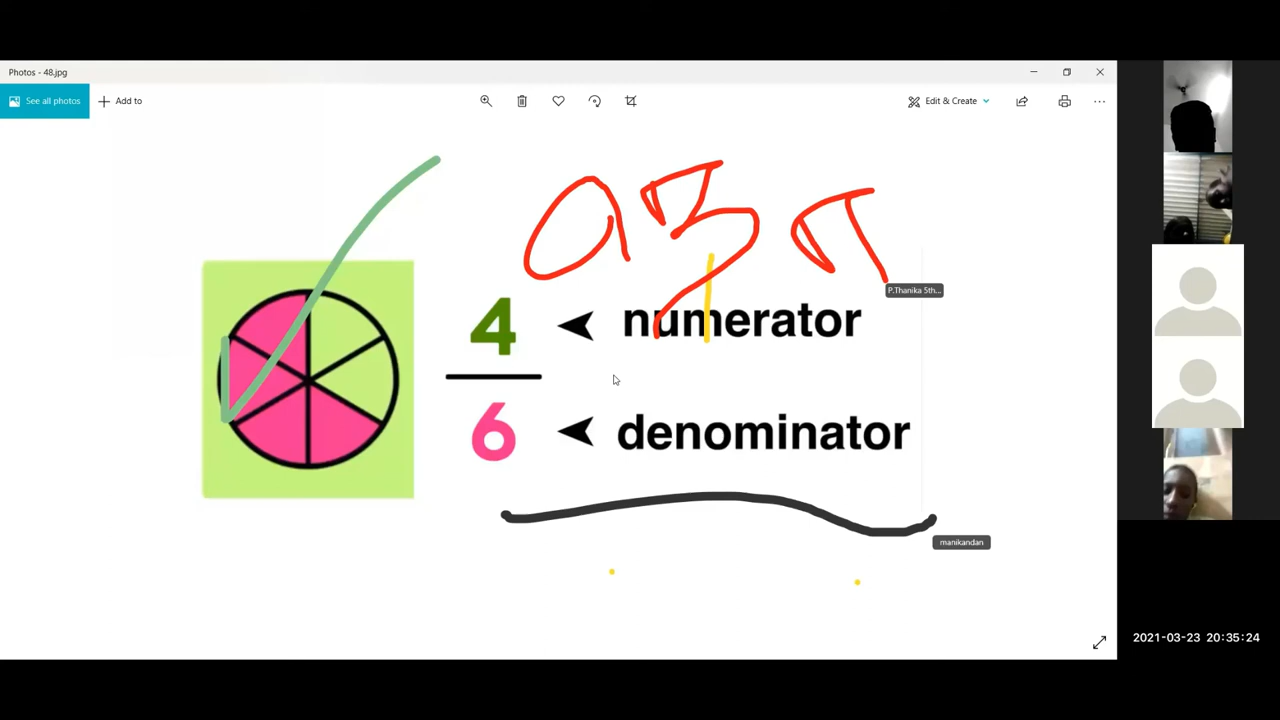 Photos - 48.jpg
See all photos
Add to
Edit & Create
P.Thanika 5th...
4 numerator
6 denominator
manikandan
2021-03-23 20:35:24